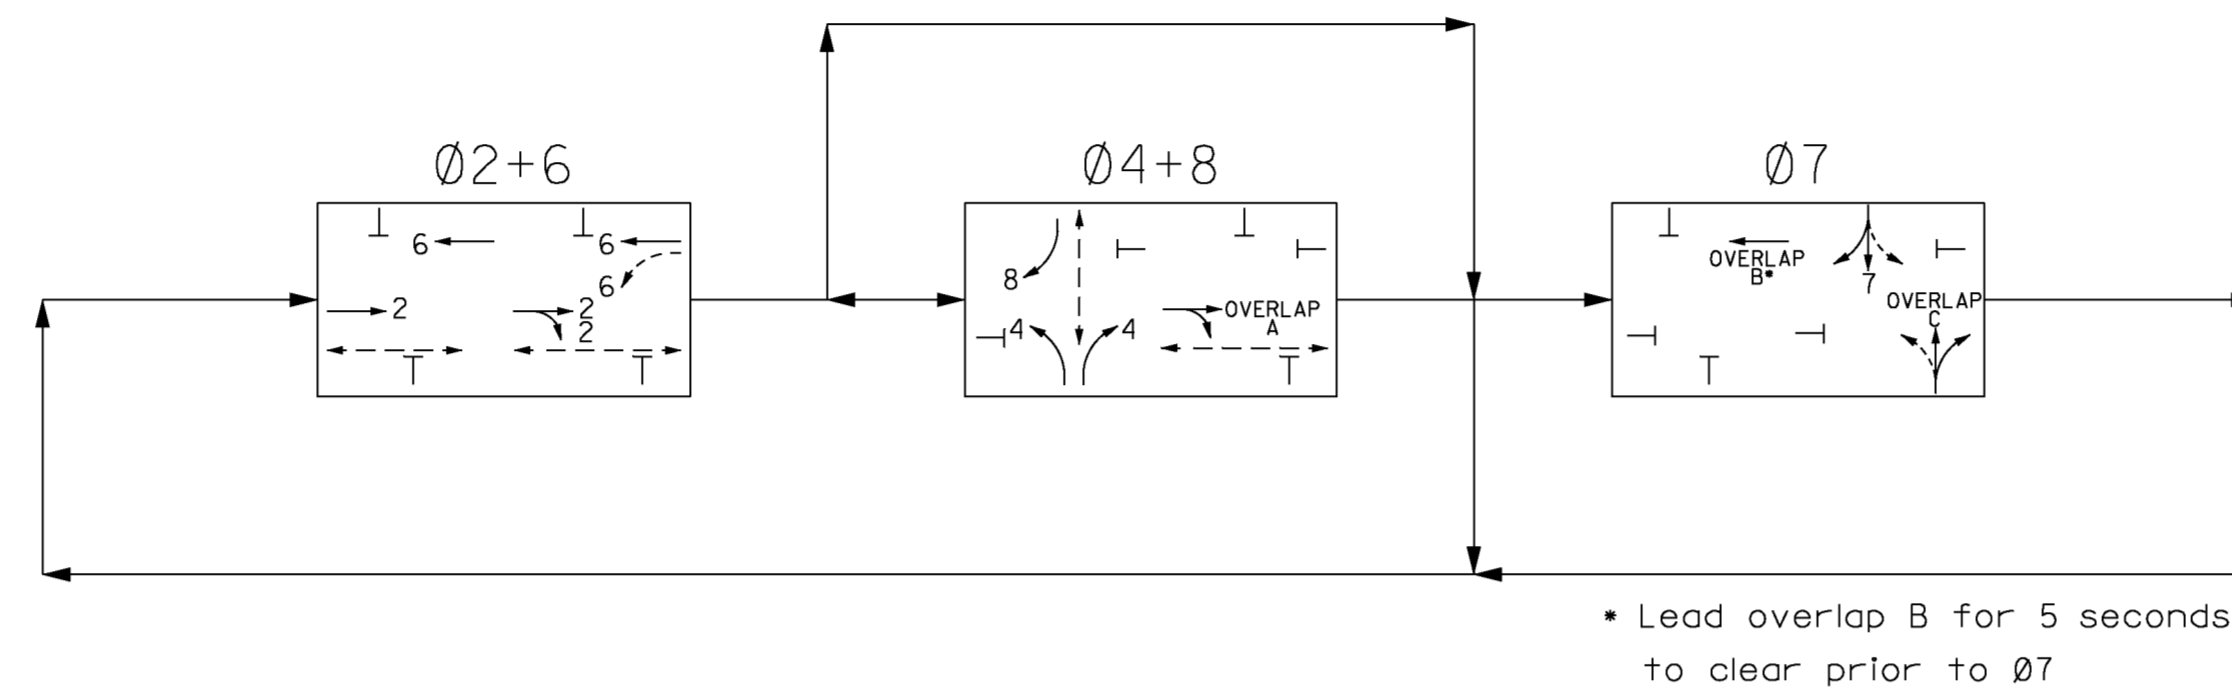 Ø2+6
Ø4+8
Ø7
6
6
6
2
2
2
8
4
4
OVERLAP
A
OVERLAP
B*
7
OVERLAP
C
* Lead overlap B for 5 seconds
to clear prior to Ø7